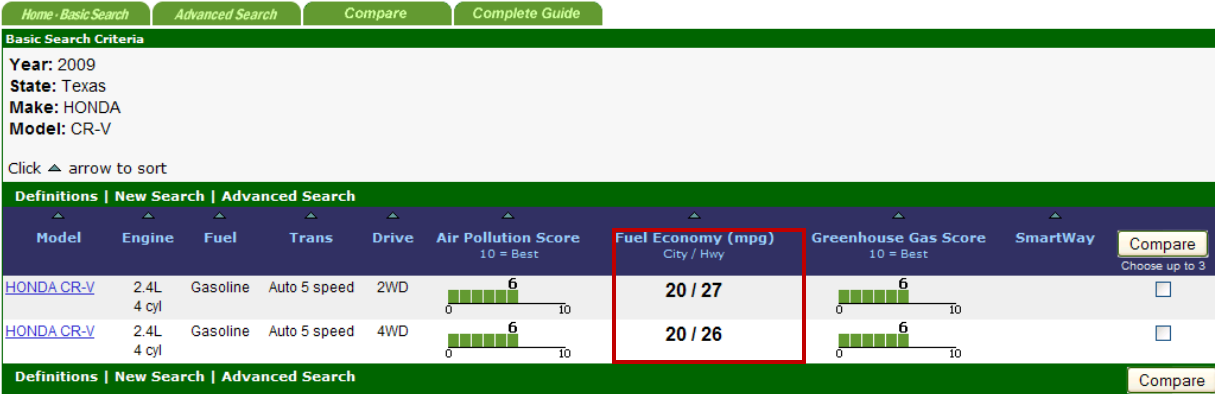 Home - Basic Search Advanced Search Compare Complete Guide
Basic Search Criteria
Year: 2009
State: Texas
Make: HONDA
Model: CR-V
Click arrow to sort
Definitions | New Search | Advanced Search
Model Engine Fuel Trans Drive Air Pollution Score Fuel Economy (mpg) Greenhouse Gas Score SmartWay Compare
10 = Best City / Hwy 10 = Best Choose up to 3
HONDA CR-V 2.4L Gasoline Auto 5 speed 2WD 6 20 / 27 6
4 cyl 0 10 0 10
HONDA CR-V 2.4L Gasoline Auto 5 speed 4WD 6 20 / 26 6
4 cyl 0 10 0 10
Definitions | New Search | Advanced Search Compare